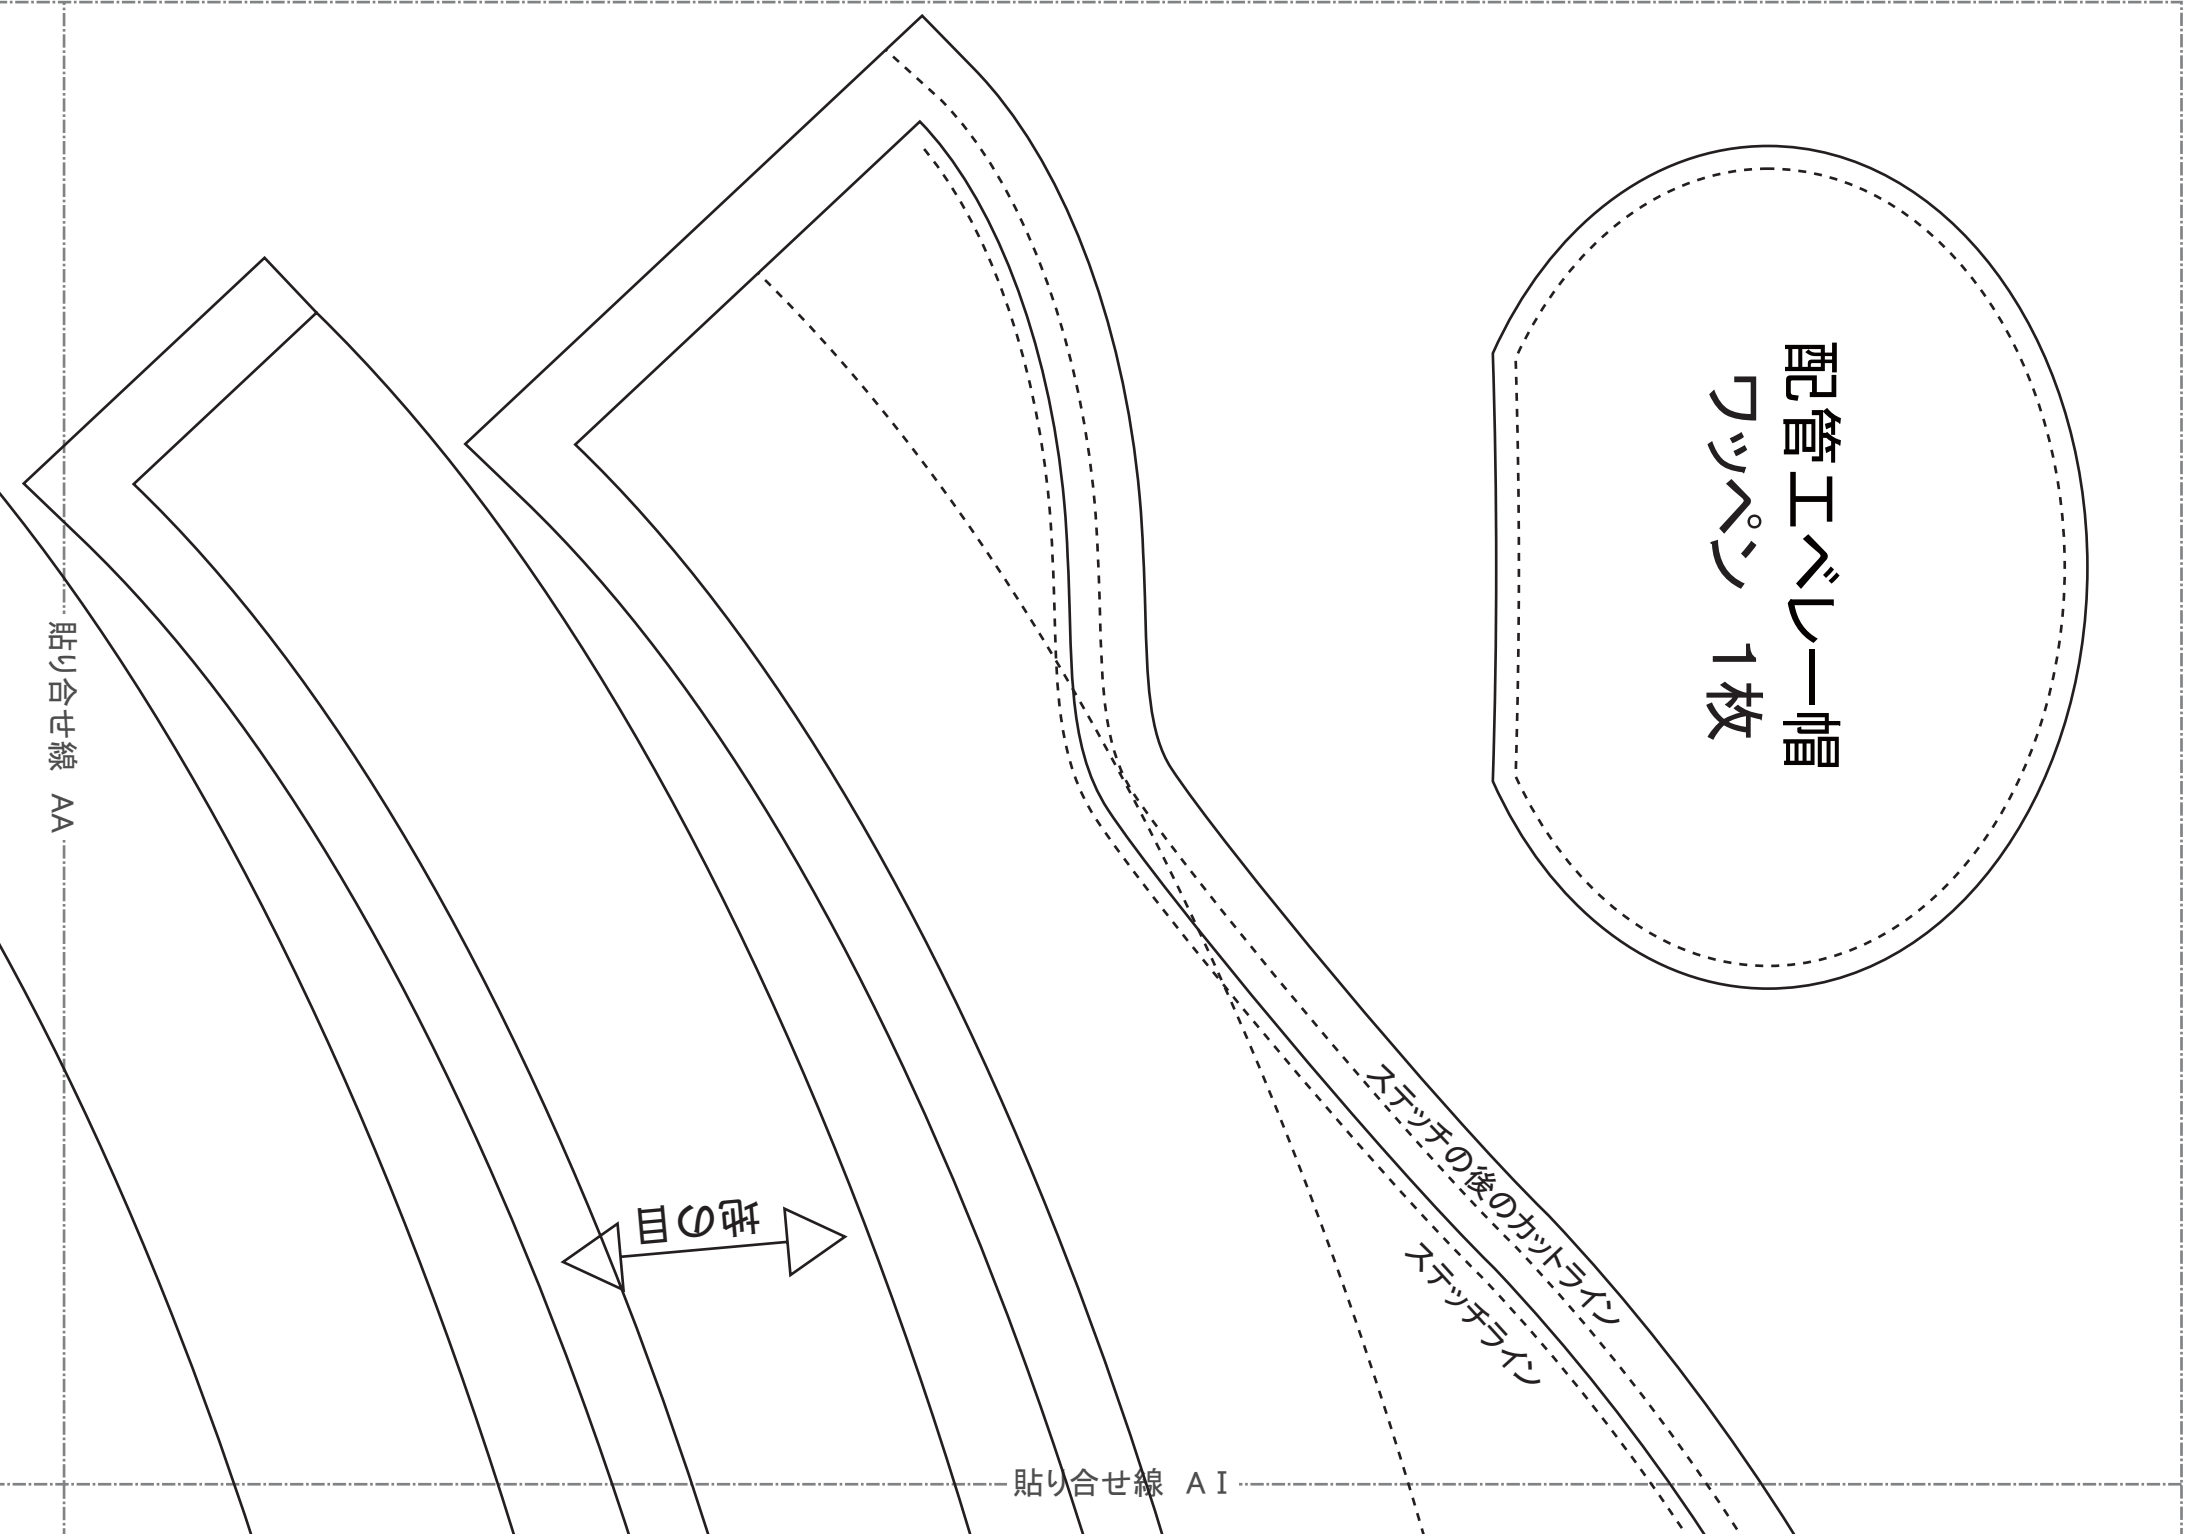 配管工ベレー帽
ワッペン 1枚
貼り合せ線 AA
地の目
ステッチの後のカットライン
ステッチライン
貼り合せ線 AI